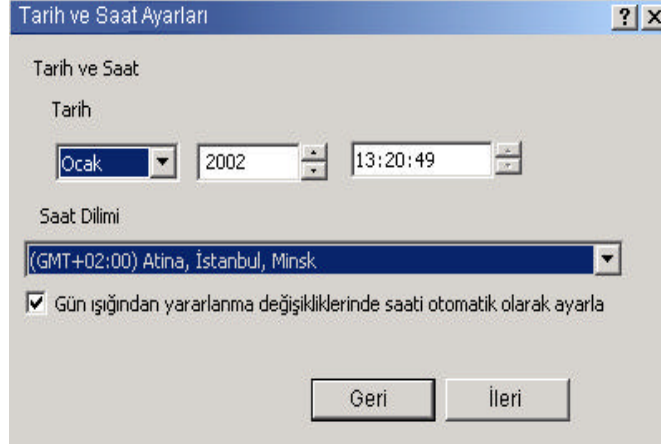 Tarih ve Saat Ayarları
Tarih ve Saat
Tarih
Ocak 2002 13:20:49
Saat Dilimi
(GMT+02:00) Atina, İstanbul, Minsk
Gün ışığından yararlanma değişikliklerinde saati otomatik olarak ayarla
Geri İleri